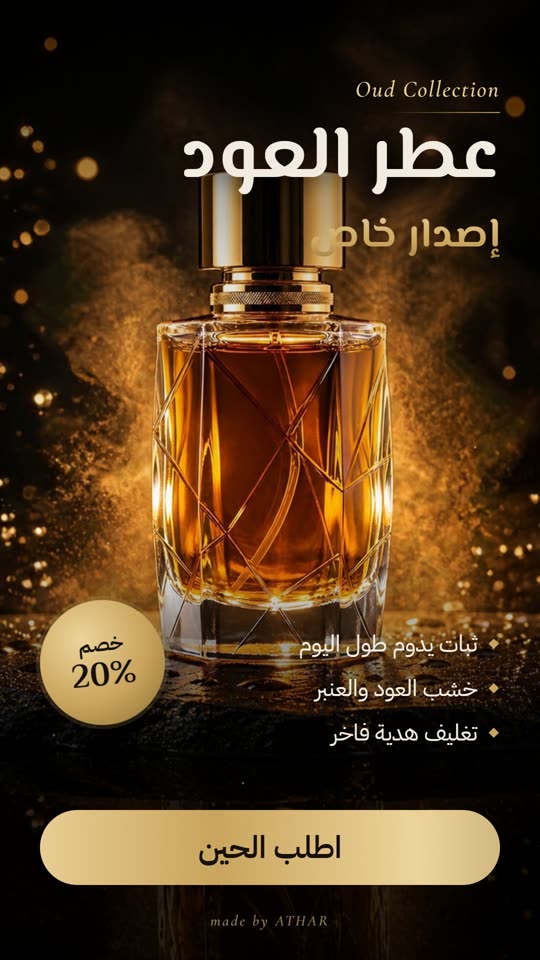 Oud Collection
عطر العود
إصدار خاص
ثبات يدوم طول اليوم
خشب العود والعنبر
تغليف هدية فاخر
خصم
20%
اطلب الحين
made by ATHAR